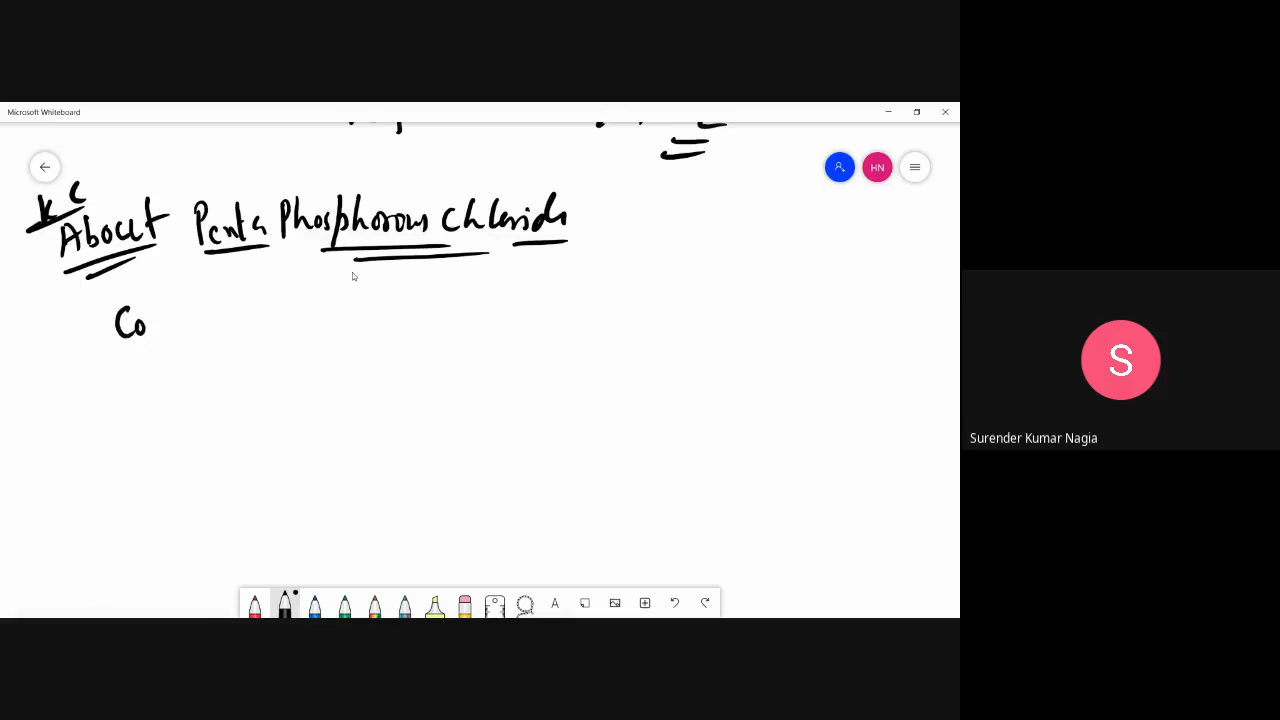 Microsoft Whiteboard
HN
K C
About Penta Phosphorous Chloride
Co
S
Surender Kumar Nagia
A